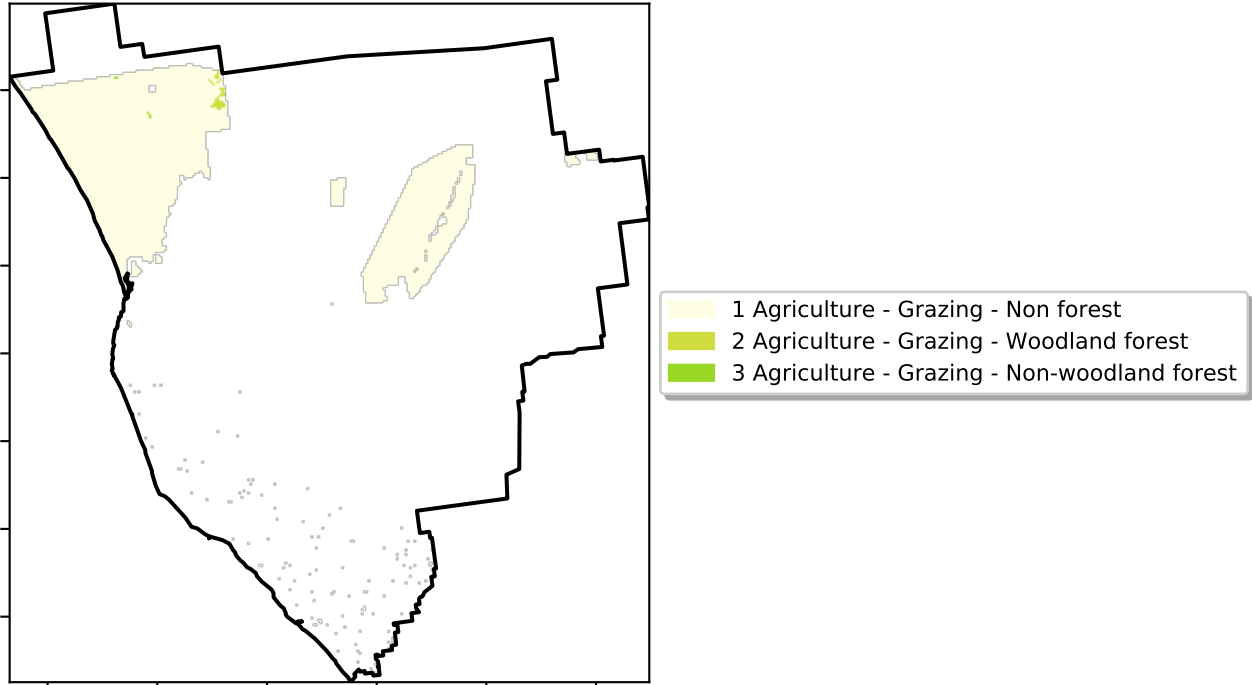 1 Agriculture - Grazing - Non forest
2 Agriculture - Grazing - Woodland forest
3 Agriculture - Grazing - Non-woodland forest